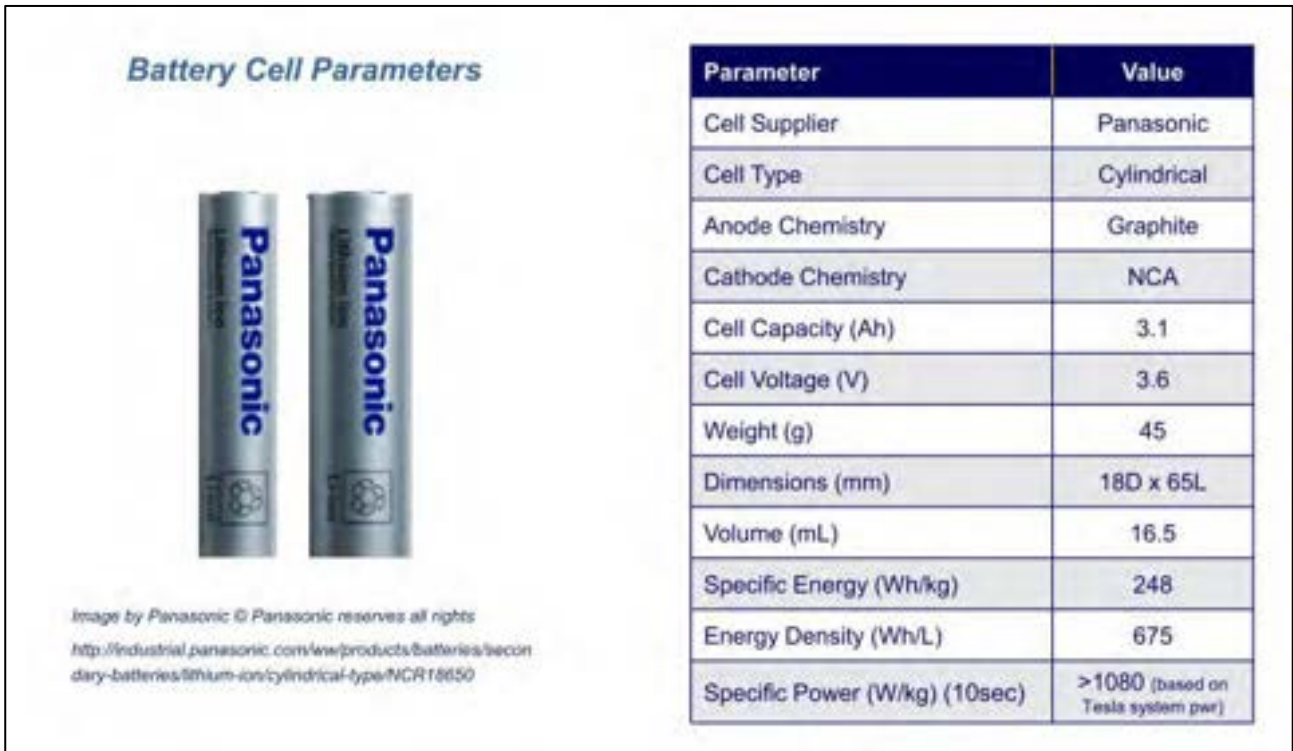 Battery Cell Parameters
Panasonic
Lithium Ion
Panasonic
Lithium Ion
Image by Panasonic © Panasonic reserves all rights
http://industrial.panasonic.com/ww/products/batteries/secon
dary-batteries/lithium-ion/cylindrical-type/NCR18650
Parameter Value
Cell Supplier Panasonic
Cell Type Cylindrical
Anode Chemistry Graphite
Cathode Chemistry NCA
Cell Capacity (Ah) 3.1
Cell Voltage (V) 3.6
Weight (g) 45
Dimensions (mm) 18D x 65L
Volume (mL) 16.5
Specific Energy (Wh/kg) 248
Energy Density (Wh/L) 675
Specific Power (W/kg) (10sec) >1080 (based on
Tesla system pwr)